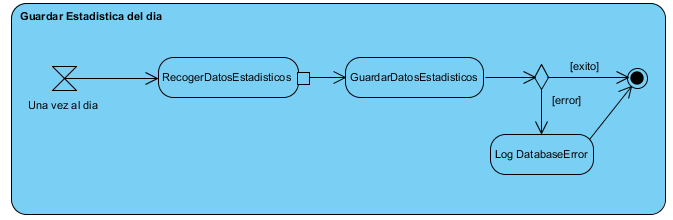 Guardar Estadistica del dia
Una vez al dia
RecogerDatosEstadisticos
GuardarDatosEstadisticos
[exito]
[error]
Log DatabaseError